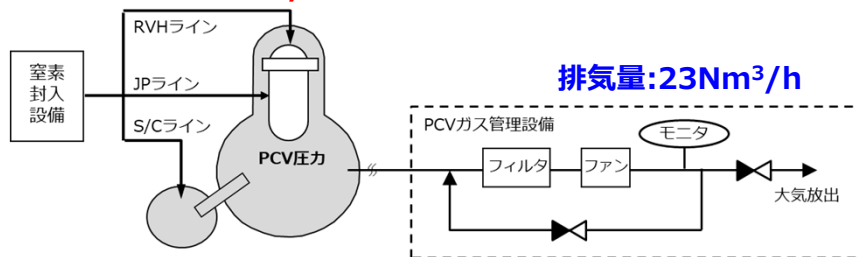 RVHライン
窒素
封入
設備
JPライン
S/Cライン
PCV圧力
排気量:23Nm³/h
PCVガス管理設備
モニタ
フィルタ
ファン
大気放出